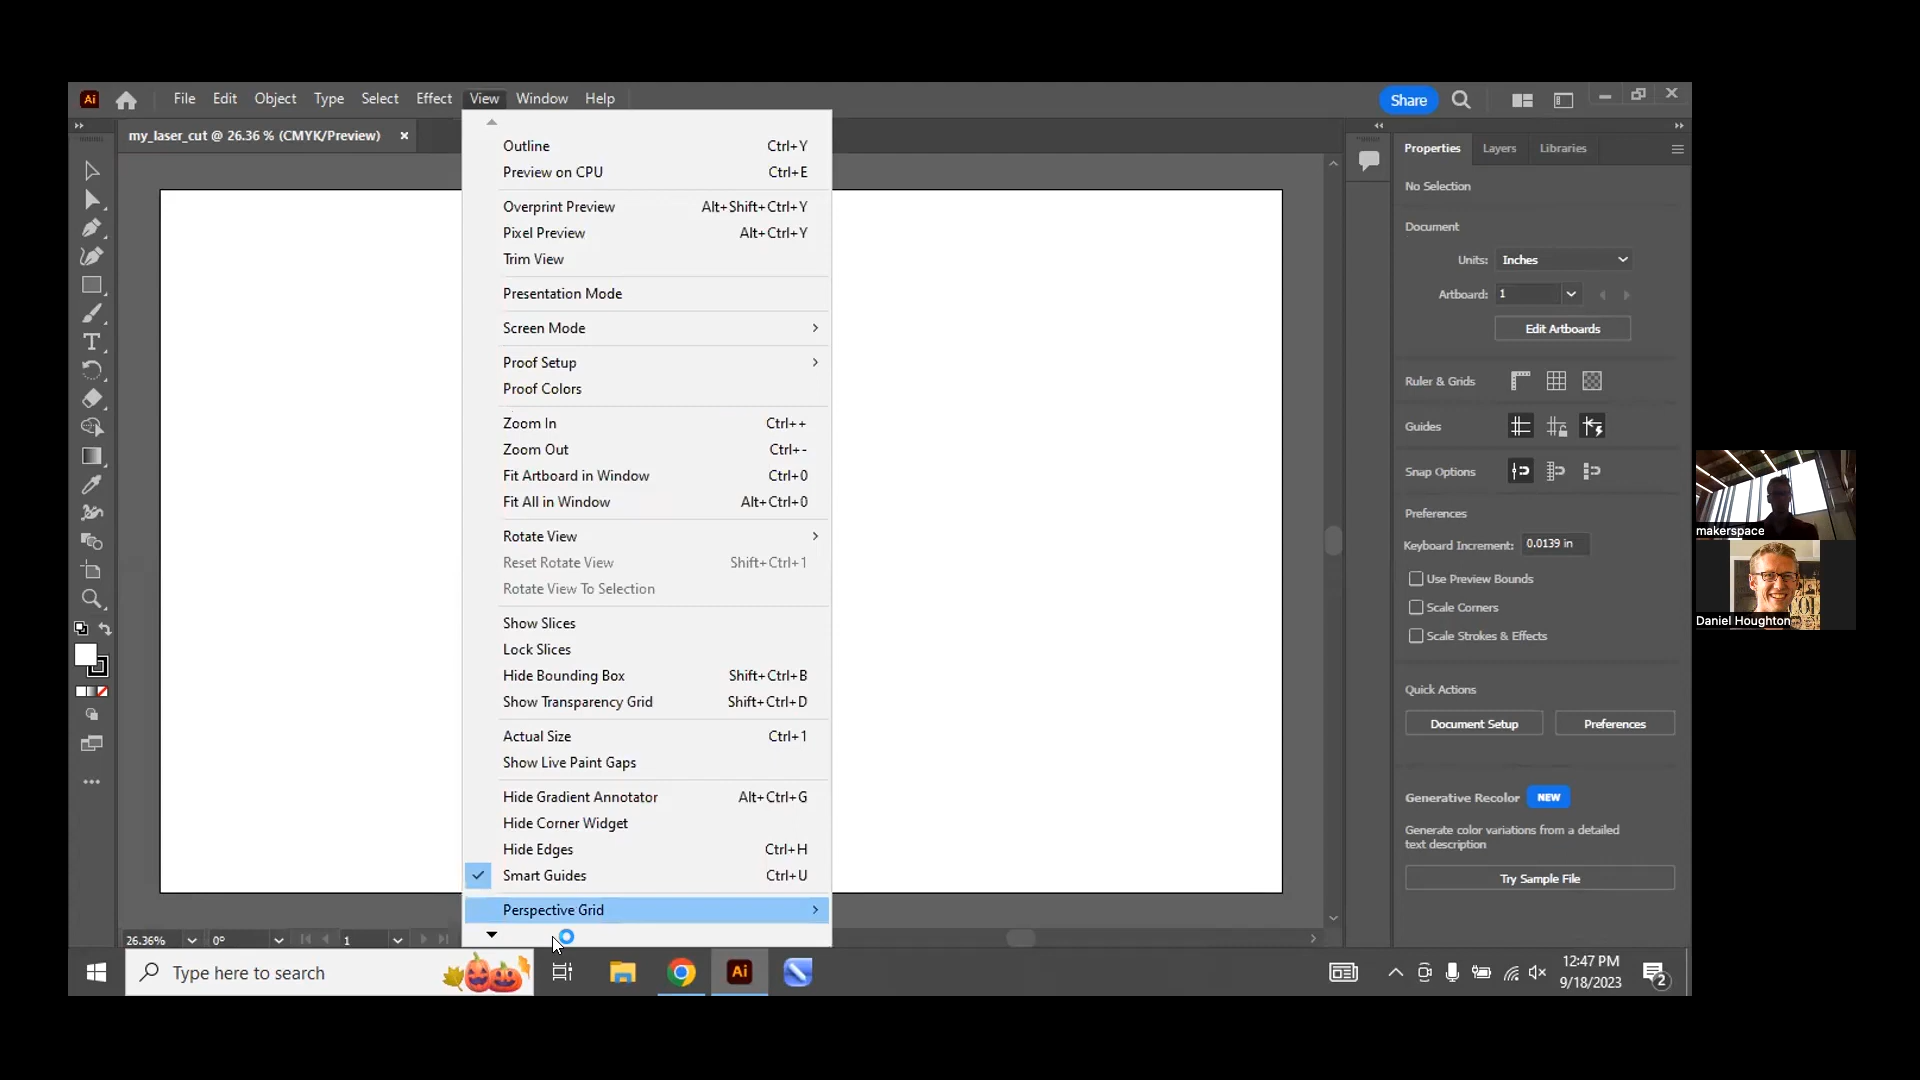 Ai
File Edit Object Type Select Effect View Window Help
Share
my_laser_cut @ 26.36 % (CMYK/Preview) ×
Outline Ctrl+Y
Preview on CPU Ctrl+E
Overprint Preview Alt+Shift+Ctrl+Y
Pixel Preview Alt+Ctrl+Y
Trim View
Presentation Mode
Screen Mode
Proof Setup
Proof Colors
Zoom In Ctrl++
Zoom Out Ctrl+-
Fit Artboard in Window Ctrl+0
Fit All in Window Alt+Ctrl+0
Rotate View
Reset Rotate View Shift+Ctrl+1
Rotate View To Selection
Show Slices
Lock Slices
Hide Bounding Box Shift+Ctrl+B
Show Transparency Grid Shift+Ctrl+D
Actual Size Ctrl+1
Show Live Paint Gaps
Hide Gradient Annotator Alt+Ctrl+G
Hide Corner Widget
Hide Edges Ctrl+H
Smart Guides Ctrl+U
Perspective Grid
Properties Layers Libraries
No Selection
Document
Units: Inches
Artboard: 1
Edit Artboards
Ruler & Grids
Guides
Snap Options
Preferences
Keyboard Increment: 0.0139 in
Use Preview Bounds
Scale Corners
Scale Strokes & Effects
Quick Actions
Document Setup Preferences
Generative Recolor NEW
Generate color variations from a detailed
text description
Try Sample File
makerspace
Daniel Houghton
26.36% 0° 1
Type here to search
Ai
12:47 PM
9/18/2023
2